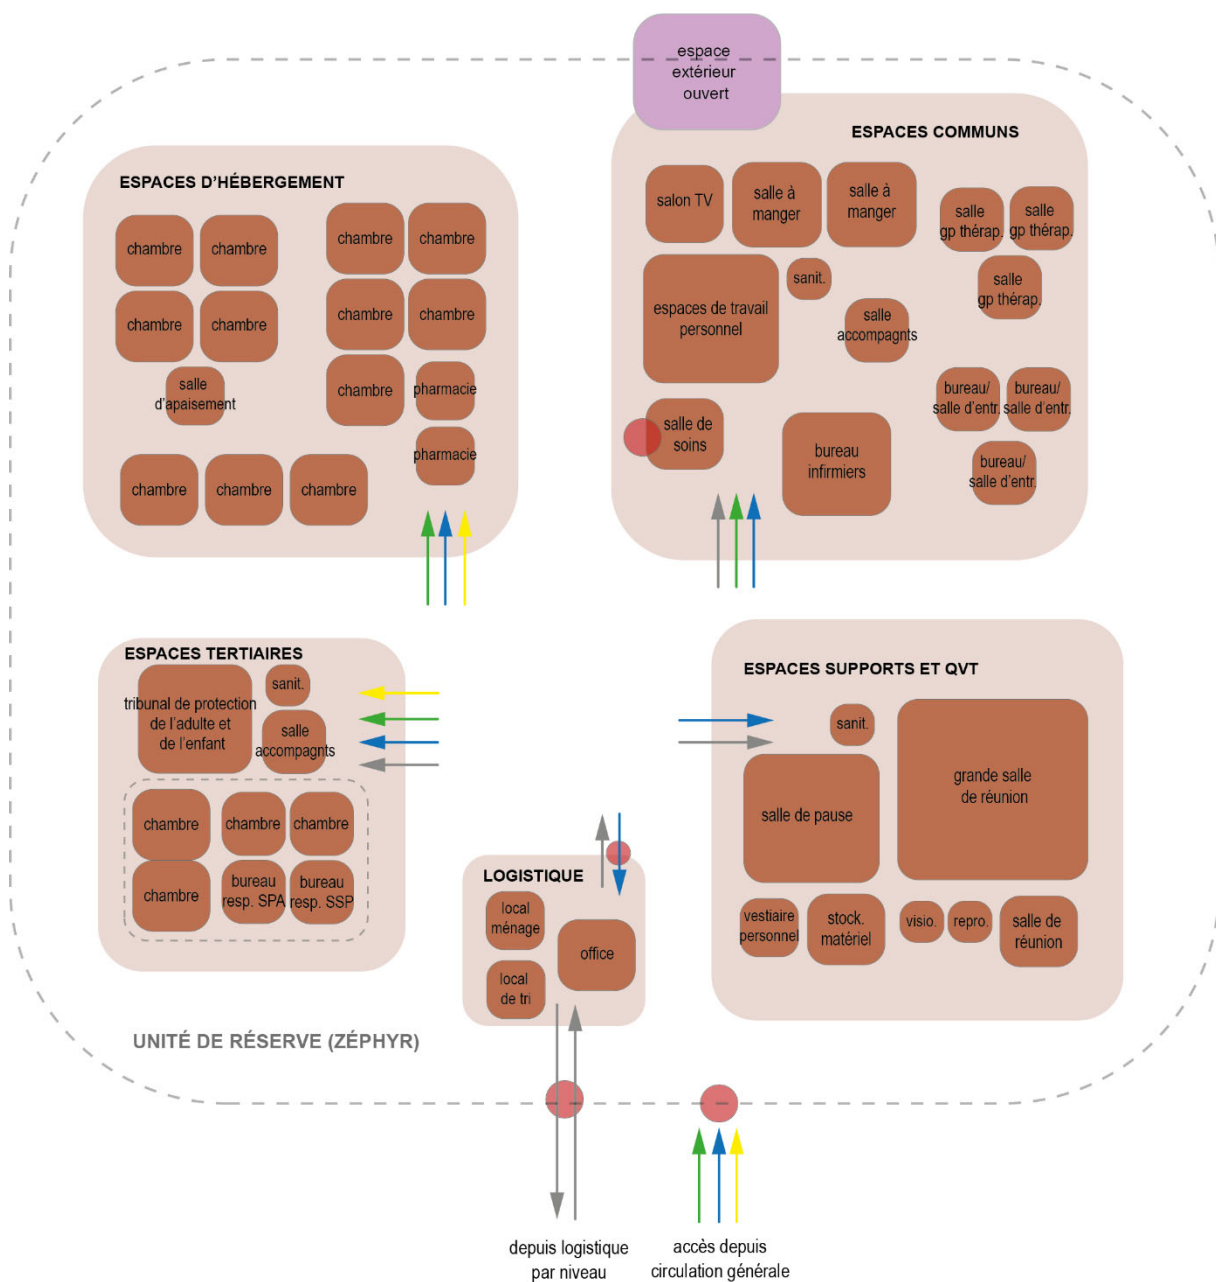 espace
extérieur
ouvert
ESPACES D'HÉBERGEMENT
chambre
chambre
chambre
chambre
chambre
chambre
chambre
chambre
salle
d'apaisement
chambre
pharmacie
pharmacie
chambre
chambre
chambre
ESPACES COMMUNS
salon TV
salle à
manger
salle à
manger
salle
gp thérap.
salle
gp thérap.
salle
gp thérap.
espaces de travail
personnel
sanit.
salle
accompagnts
salle de
soins
bureau
infirmiers
bureau/
salle d'entr.
bureau/
salle d'entr.
bureau/
salle d'entr.
ESPACES TERTIAIRES
tribunal de protection
de l'adulte et
de l'enfant
sanit.
salle
accompagnts
chambre
chambre
chambre
chambre
bureau
resp. SPA
bureau
resp. SSP
ESPACES SUPPORTS ET QVT
sanit.
grande salle
de réunion
salle de pause
vestiaire
personnel
stock.
matériel
visio.
repro.
salle de
réunion
LOGISTIQUE
local
ménage
office
local
de tri
UNITÉ DE RÉSERVE (ZÉPHYR)
depuis logistique
par niveau
accès depuis
circulation générale